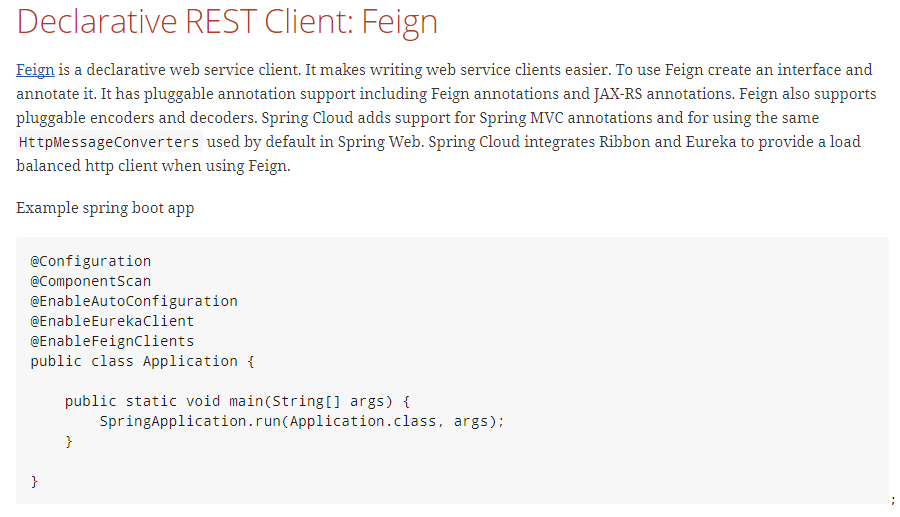 Declarative REST Client: Feign
Feign is a declarative web service client. It makes writing web service clients easier. To use Feign create an interface and
annotate it. It has pluggable annotation support including Feign annotations and JAX-RS annotations. Feign also supports
pluggable encoders and decoders. Spring Cloud adds support for Spring MVC annotations and for using the same
HttpMessageConverters used by default in Spring Web. Spring Cloud integrates Ribbon and Eureka to provide a load
balanced http client when using Feign.
Example spring boot app
@Configuration
@ComponentScan
@EnableAutoConfiguration
@EnableEurekaClient
@EnableFeignClients
public class Application {
    public static void main(String[] args) {
        SpringApplication.run(Application.class, args);
    }
}
;